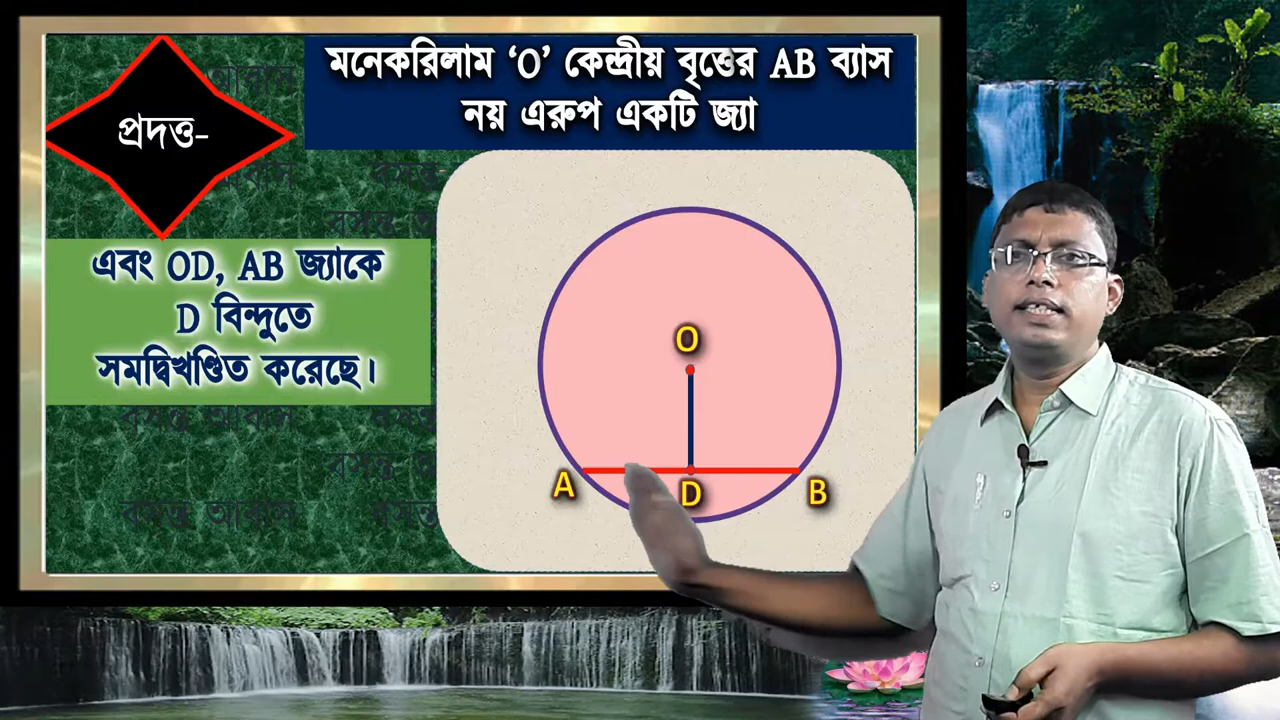 প্রদত্ত-
মনেকরিলাম ‘O’ কেন্দ্রীয় বৃত্তের AB ব্যাস
নয় এরুপ একটি জ্যা
এবং OD, AB জ্যাকে
D বিন্দুতে
সমদ্বিখণ্ডিত করেছে।
O
A
D
B